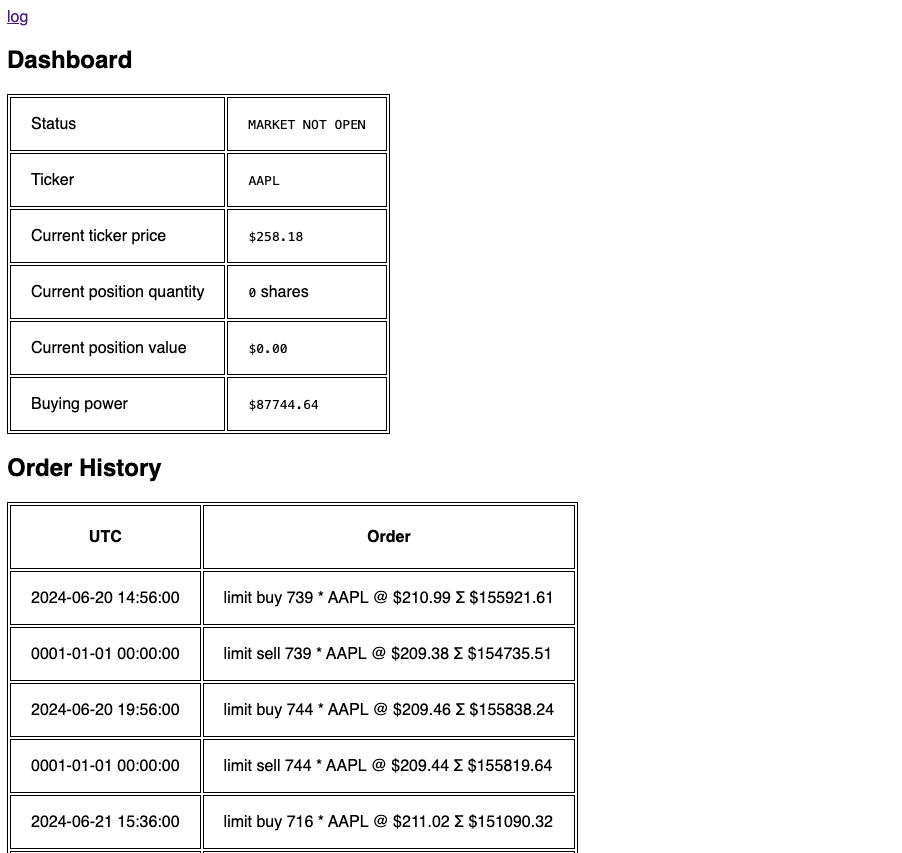 log
Dashboard
Status MARKET NOT OPEN
Ticker AAPL
Current ticker price $258.18
Current position quantity 0 shares
Current position value $0.00
Buying power $87744.64
Order History
UTC Order
2024-06-20 14:56:00 limit buy 739 * AAPL @ $210.99 Σ $155921.61
0001-01-01 00:00:00 limit sell 739 * AAPL @ $209.38 Σ $154735.51
2024-06-20 19:56:00 limit buy 744 * AAPL @ $209.46 Σ $155838.24
0001-01-01 00:00:00 limit sell 744 * AAPL @ $209.44 Σ $155819.64
2024-06-21 15:36:00 limit buy 716 * AAPL @ $211.02 Σ $151090.32